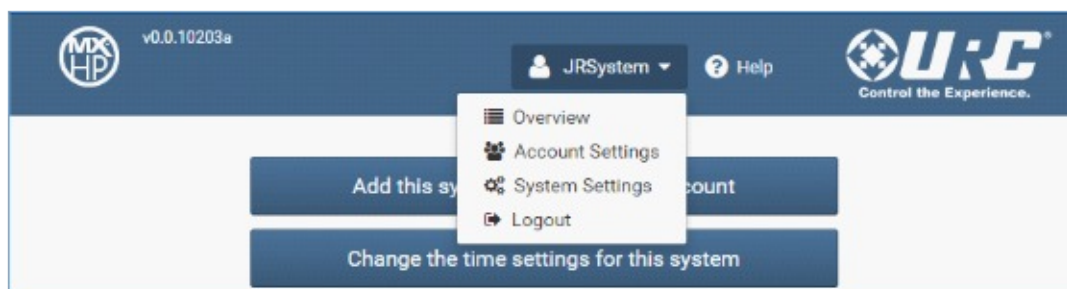 MX
HP
v0.0.10203a
JRSystem
Help
URC®
Control the Experience.
Overview
Account Settings
System Settings
Logout
Add this sy
count
Change the time settings for this system